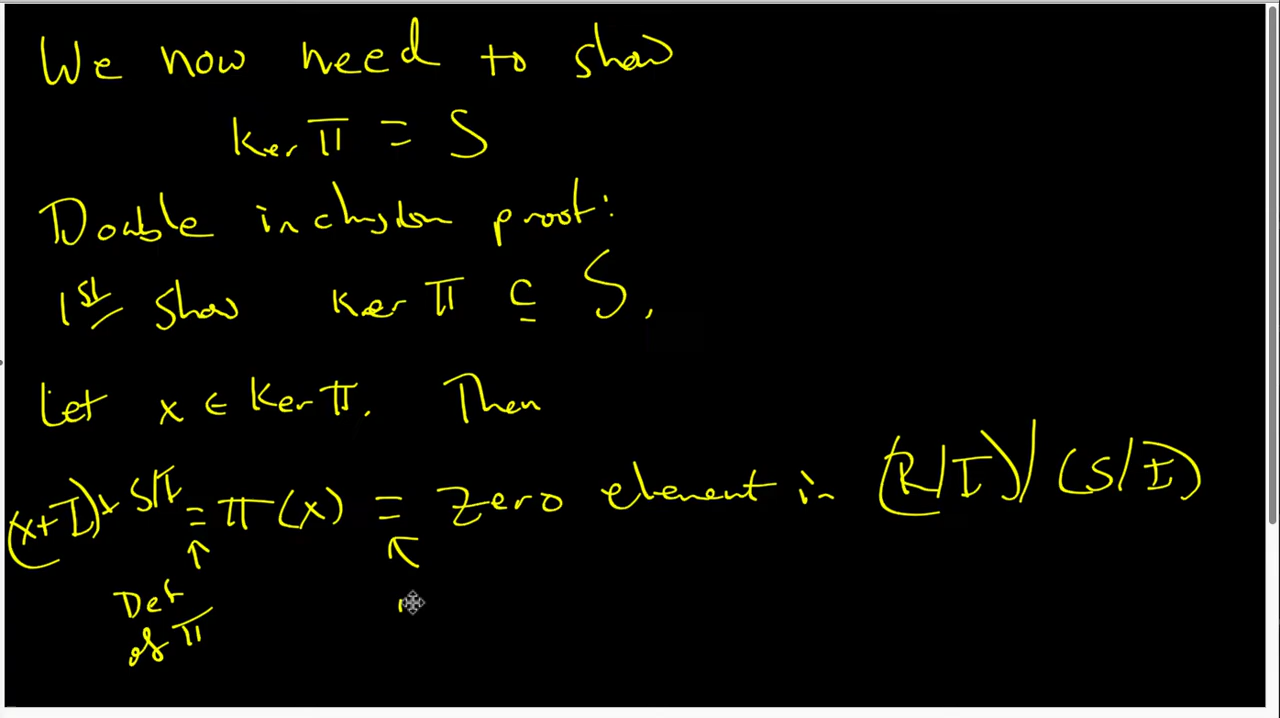 We now need to show
ker π = S
Double inclusion proof:
1st show ker π ⊆ S.
Let x ∈ ker π. Then
(x+I)+S/I = π(x) = zero element in (R/I)/(S/I)
↑ ↑
Def
of π